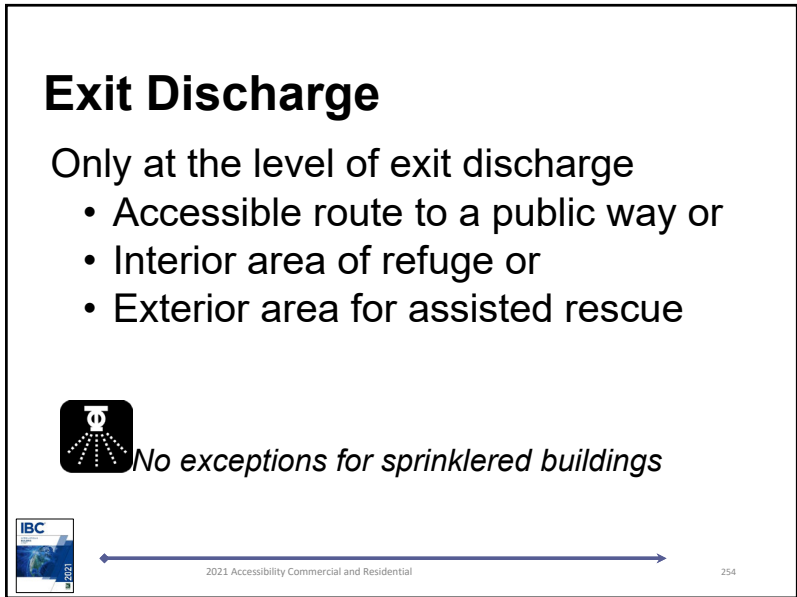 Exit Discharge
Only at the level of exit discharge
• Accessible route to a public way or
• Interior area of refuge or
• Exterior area for assisted rescue
No exceptions for sprinklered buildings
IBC
2021
2021 Accessibility Commercial and Residential
254